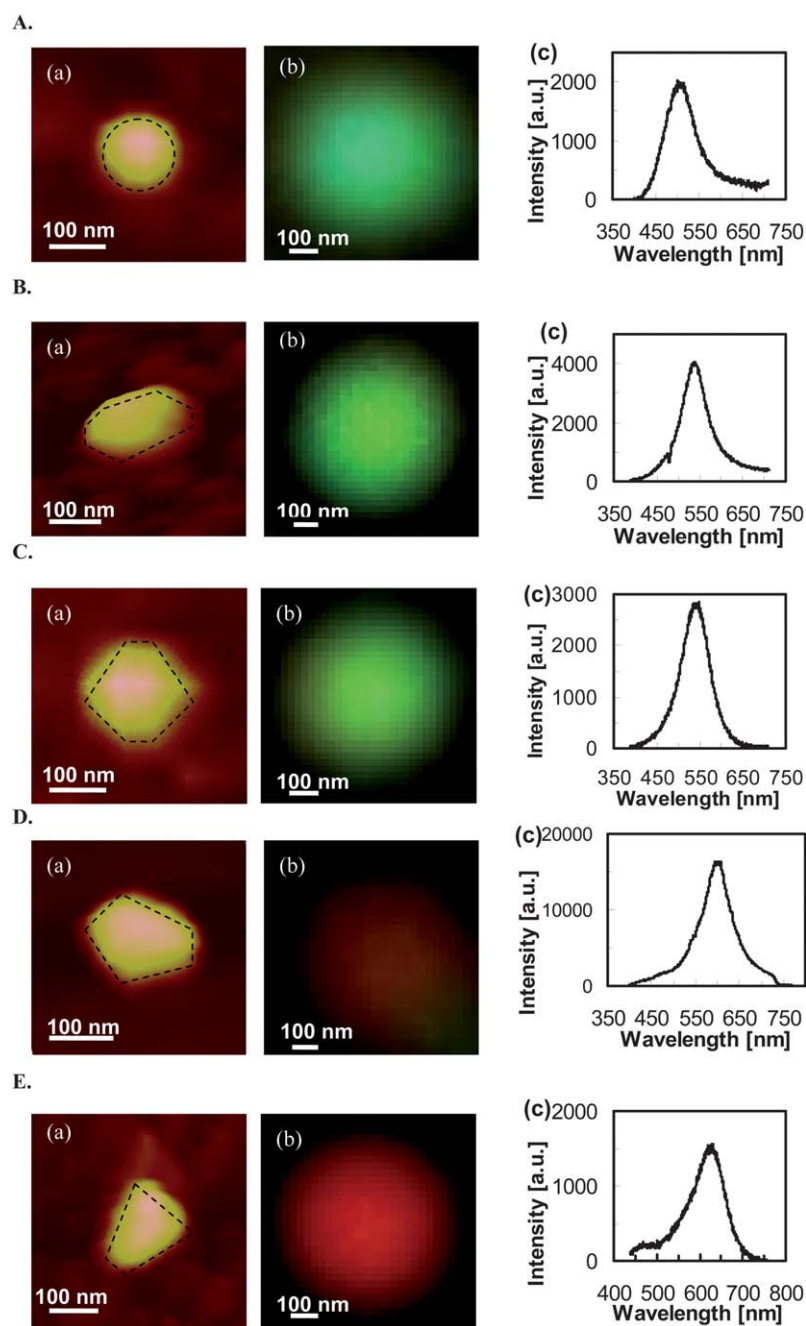 A.
(a)
100 nm
(b)
100 nm
(c)
Intensity [a.u.]
2000
1000
0
350 450 550 650 750
Wavelength [nm]
B.
(a)
100 nm
(b)
100 nm
(c)
Intensity [a.u.]
4000
2000
0
350 450 550 650 750
Wavelength [nm]
C.
(a)
100 nm
(b)
100 nm
(c)
Intensity [a.u.]
3000
2000
1000
0
350 450 550 650 750
Wavelength [nm]
D.
(a)
100 nm
(b)
100 nm
(c)
Intensity [a.u.]
20000
10000
0
350 450 550 650 750
Wavelength [nm]
E.
(a)
100 nm
(b)
100 nm
(c)
Intensity [a.u.]
2000
1500
1000
500
0
400 500 600 700 800
Wavelength [nm]